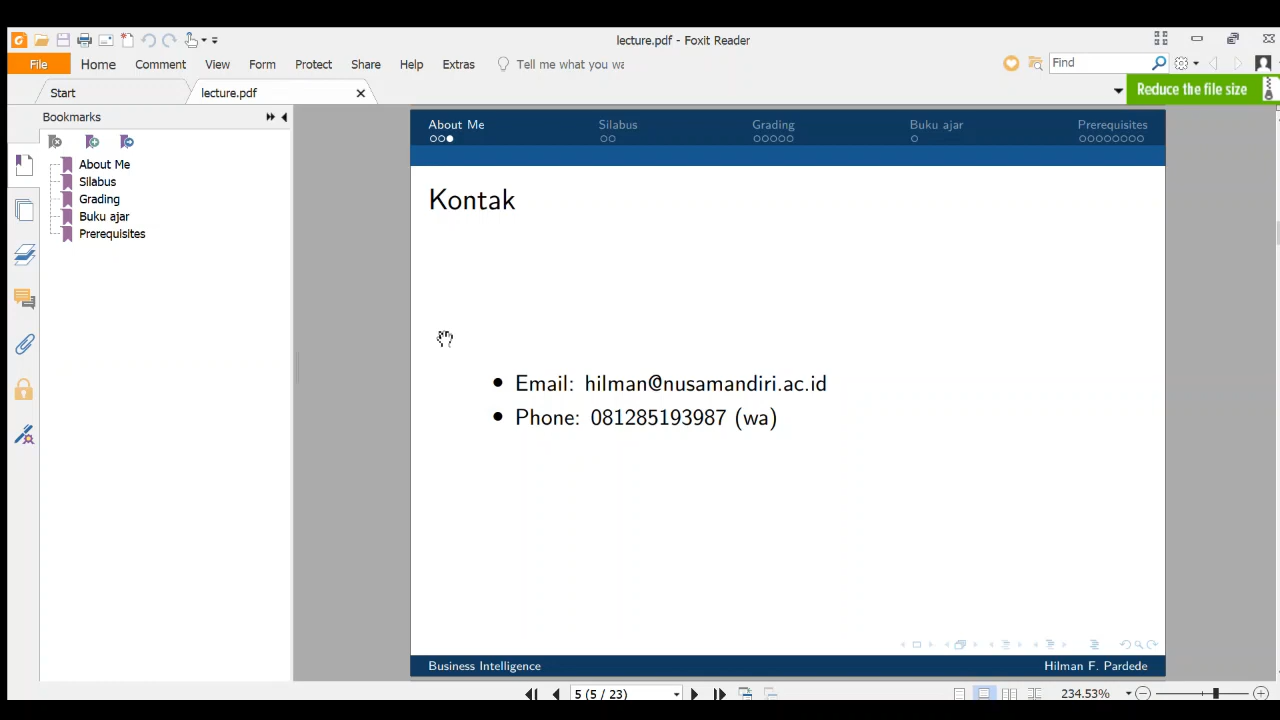 lecture.pdf - Foxit Reader
File Home Comment View Form Protect Share Help Extras Tell me what you wa Find
Start lecture.pdf Reduce the file size
Bookmarks
About Me
Silabus
Grading
Buku ajar
Prerequisites
About Me Silabus Grading Buku ajar Prerequisites
Kontak
• Email: hilman@nusamandiri.ac.id
• Phone: 081285193987 (wa)
Business Intelligence Hilman F. Pardede
5 (5 / 23) 234.53%